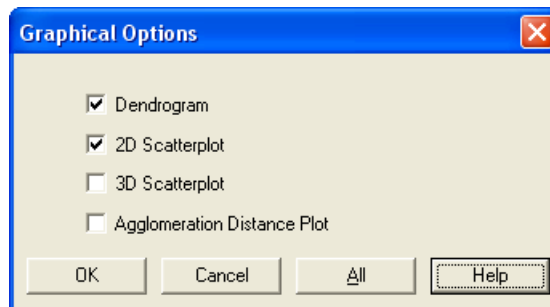 Graphical Options
Dendrogram
2D Scatterplot
3D Scatterplot
Agglomeration Distance Plot
OK Cancel All Help